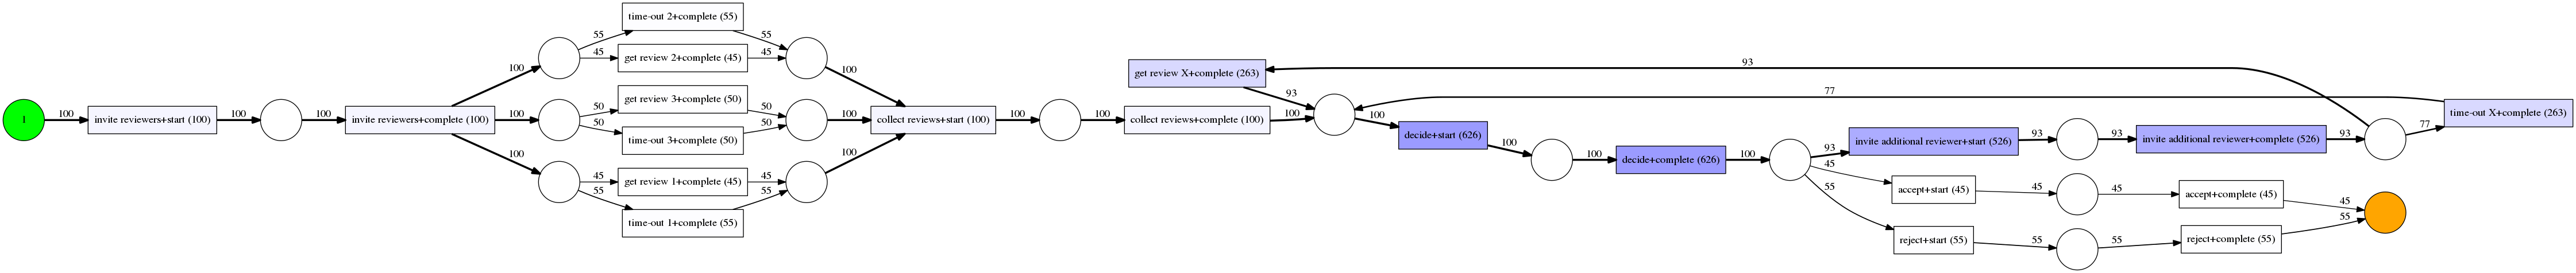 1
100
invite reviewers+start (100)
100
100
invite reviewers+complete (100)
100
100
100
55
45
time-out 2+complete (55)
get review 2+complete (45)
55
45
50
50
get review 3+complete (50)
time-out 3+complete (50)
50
50
45
55
get review 1+complete (45)
time-out 1+complete (55)
45
55
100
100
100
collect reviews+start (100)
100
100
get review X+complete (263)
collect reviews+complete (100)
93
100
100
decide+start (626)
100
100
decide+complete (626)
100
93
45
55
93
77
invite additional reviewer+start (526)
93
93
invite additional reviewer+complete (526)
93
77
time-out X+complete (263)
accept+start (45)
45
45
accept+complete (45)
45
reject+start (55)
55
55
reject+complete (55)
55